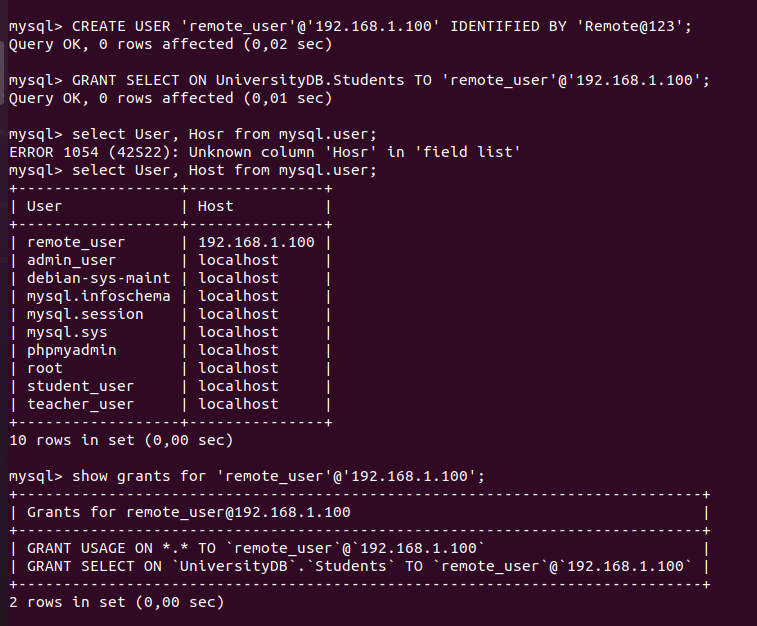 mysql> CREATE USER 'remote_user'@'192.168.1.100' IDENTIFIED BY 'Remote@123';
Query OK, 0 rows affected (0,02 sec)
mysql> GRANT SELECT ON UniversityDB.Students TO 'remote_user'@'192.168.1.100';
Query OK, 0 rows affected (0,01 sec)
mysql> select User, Hosr from mysql.user;
ERROR 1054 (42S22): Unknown column 'Hosr' in 'field list'
mysql> select User, Host from mysql.user;
+------------------+---------------+
| User             | Host          |
+------------------+---------------+
| remote_user      | 192.168.1.100 |
| admin_user       | localhost     |
| debian-sys-maint | localhost     |
| mysql.infoschema | localhost     |
| mysql.session    | localhost     |
| mysql.sys        | localhost     |
| phpmyadmin       | localhost     |
| root             | localhost     |
| student_user     | localhost     |
| teacher_user     | localhost     |
+------------------+---------------+
10 rows in set (0,00 sec)
mysql> show grants for 'remote_user'@'192.168.1.100';
+----------------------------------------------------------------------------+
| Grants for remote_user@192.168.1.100                                       |
+----------------------------------------------------------------------------+
| GRANT USAGE ON *.* TO `remote_user`@`192.168.1.100`                        |
| GRANT SELECT ON `UniversityDB`.`Students` TO `remote_user`@`192.168.1.100` |
+----------------------------------------------------------------------------+
2 rows in set (0,00 sec)